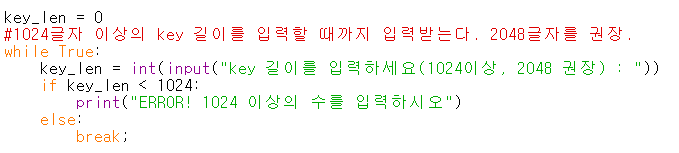 key_len = 0
#1024글자 이상의 key 길이를 입력할 때까지 입력받는다. 2048글자를 권장.
while True:
    key_len = int(input("key 길이를 입력하세요(1024이상, 2048 권장) : "))
    if key_len < 1024:
        print("ERROR! 1024 이상의 수를 입력하시오")
    else:
        break;